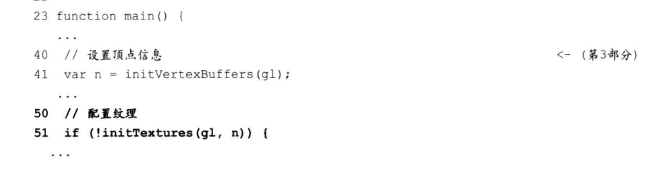 23 function main() {
...
40 // 设置顶点信息 <- (第3部分)
41 var n = initVertexBuffers(gl);
...
50 // 配置纹理
51 if (!initTextures(gl, n)) {
...